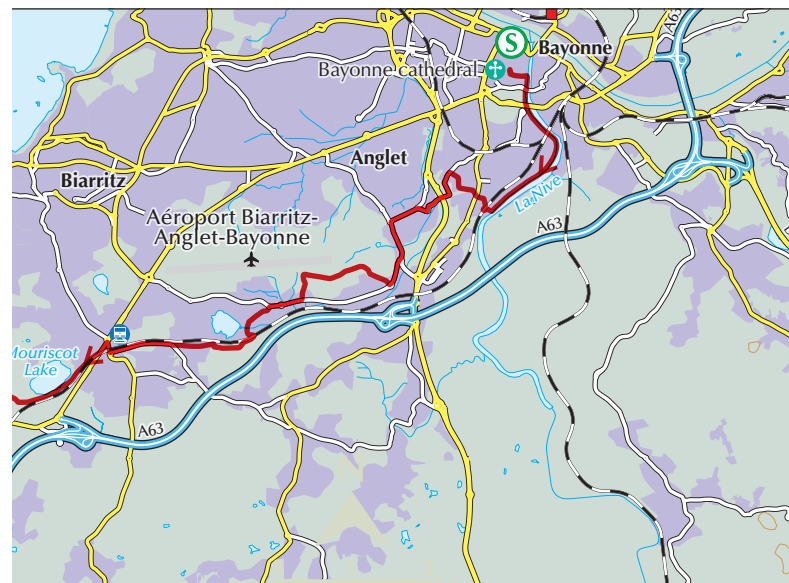 A63
S
Bayonne
Bayonne cathedral
Anglet
Biarritz
La Nive
Aéroport Biarritz-
Anglet-Bayonne
A63
Mouriscot
Lake
A63